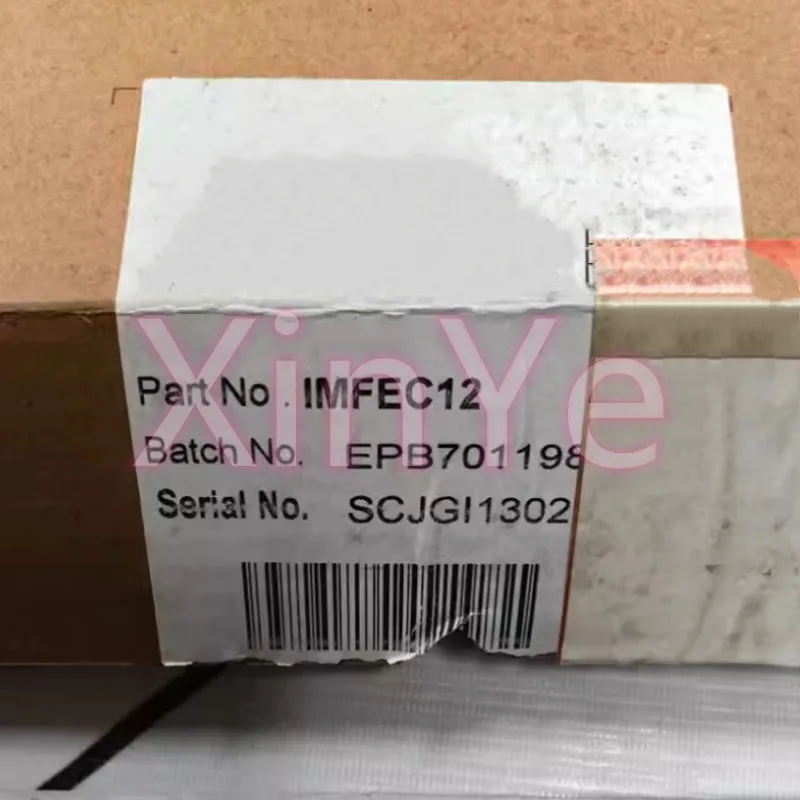 XinYe
Part No . IMFEC12
Batch No. EPB701198
Serial No. SCJGI1302